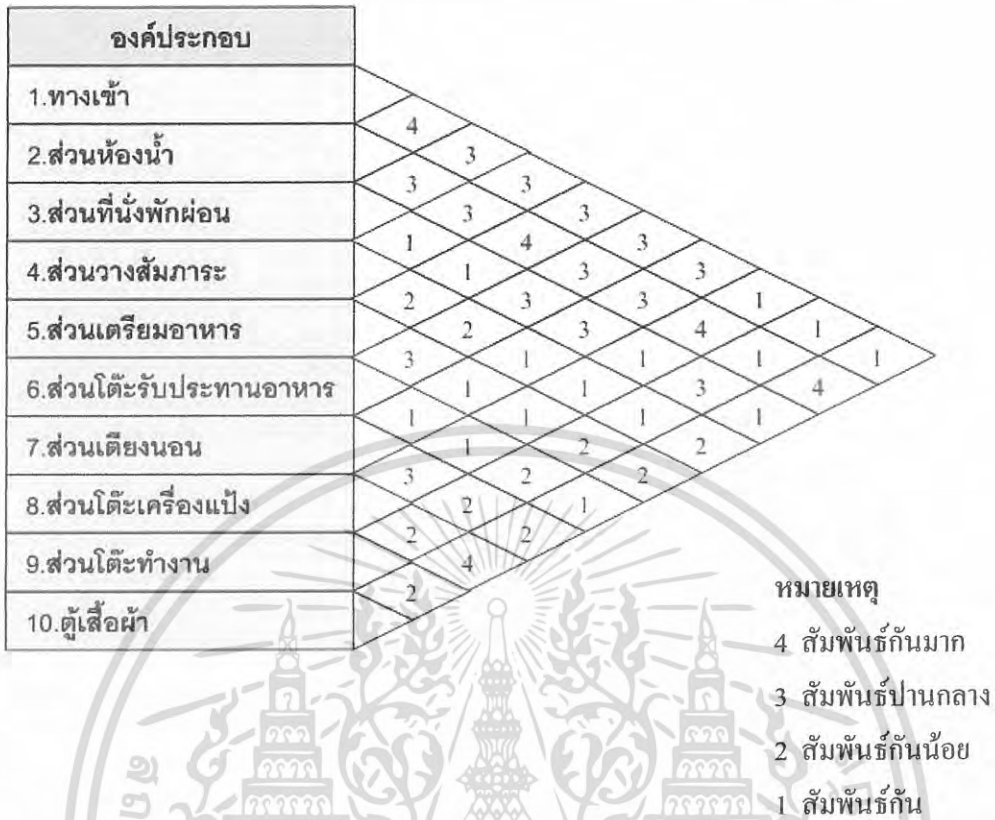 องค์ประกอบ
1.ทางเข้า
2.ส่วนห้องน้ำ
3.ส่วนที่นั่งพักผ่อน
4.ส่วนวางสัมภาระ
5.ส่วนเตรียมอาหาร
6.ส่วนโต๊ะรับประทานอาหาร
7.ส่วนเตียงนอน
8.ส่วนโต๊ะเครื่องแป้ง
9.ส่วนโต๊ะทำงาน
10.ตู้เสื้อผ้า
4
3
3 3
3 3
1 4 3
1 3 3
2 3 3 1
2 3 4 1
3 1 1 1 1
1 1 3 4
1 1 1 1
1 2 2
3 2 2
2 1
2 2
4
2
หมายเหตุ
4 สัมพันธ์กันมาก
3 สัมพันธ์ปานกลาง
2 สัมพันธ์กันน้อย
1 สัมพันธ์กัน